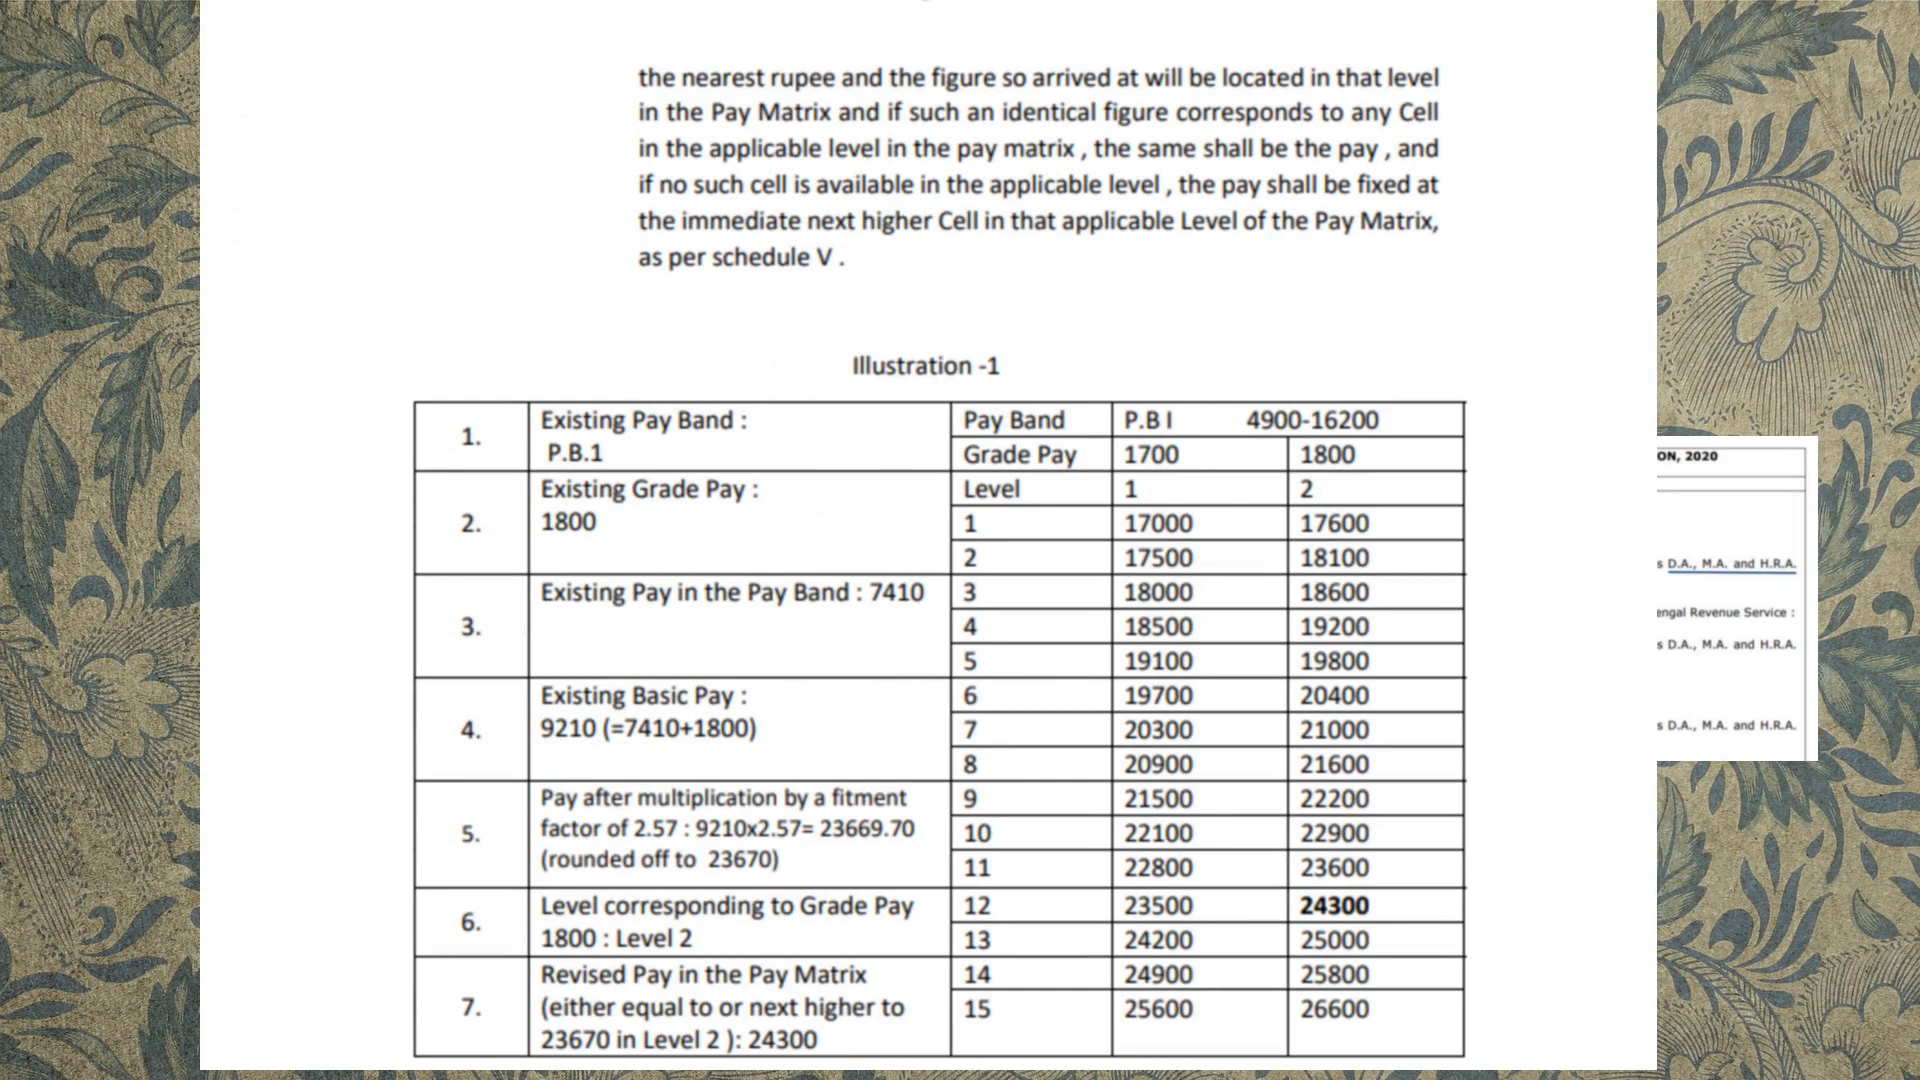 the nearest rupee and the figure so arrived at will be located in that level
in the Pay Matrix and if such an identical figure corresponds to any Cell
in the applicable level in the pay matrix , the same shall be the pay , and
if no such cell is available in the applicable level , the pay shall be fixed at
the immediate next higher Cell in that applicable Level of the Pay Matrix,
as per schedule V .
Illustration -1
1. Existing Pay Band : P.B.1
Pay Band P.B I 4900-16200
Grade Pay 1700 1800
2. Existing Grade Pay :
1800
Level 1 2
1 17000 17600
2 17500 18100
3. Existing Pay in the Pay Band : 7410
3 18000 18600
4 18500 19200
5 19100 19800
4. Existing Basic Pay :
9210 (=7410+1800)
6 19700 20400
7 20300 21000
8 20900 21600
5. Pay after multiplication by a fitment
factor of 2.57 : 9210x2.57= 23669.70
(rounded off to 23670)
9 21500 22200
10 22100 22900
11 22800 23600
6. Level corresponding to Grade Pay
1800 : Level 2
12 23500 24300
13 24200 25000
7. Revised Pay in the Pay Matrix
(either equal to or next higher to
23670 in Level 2 ): 24300
14 24900 25800
15 25600 26600
ON, 2020
s D.A., M.A. and H.R.A.
engal Revenue Service :
s D.A., M.A. and H.R.A.
s D.A., M.A. and H.R.A.